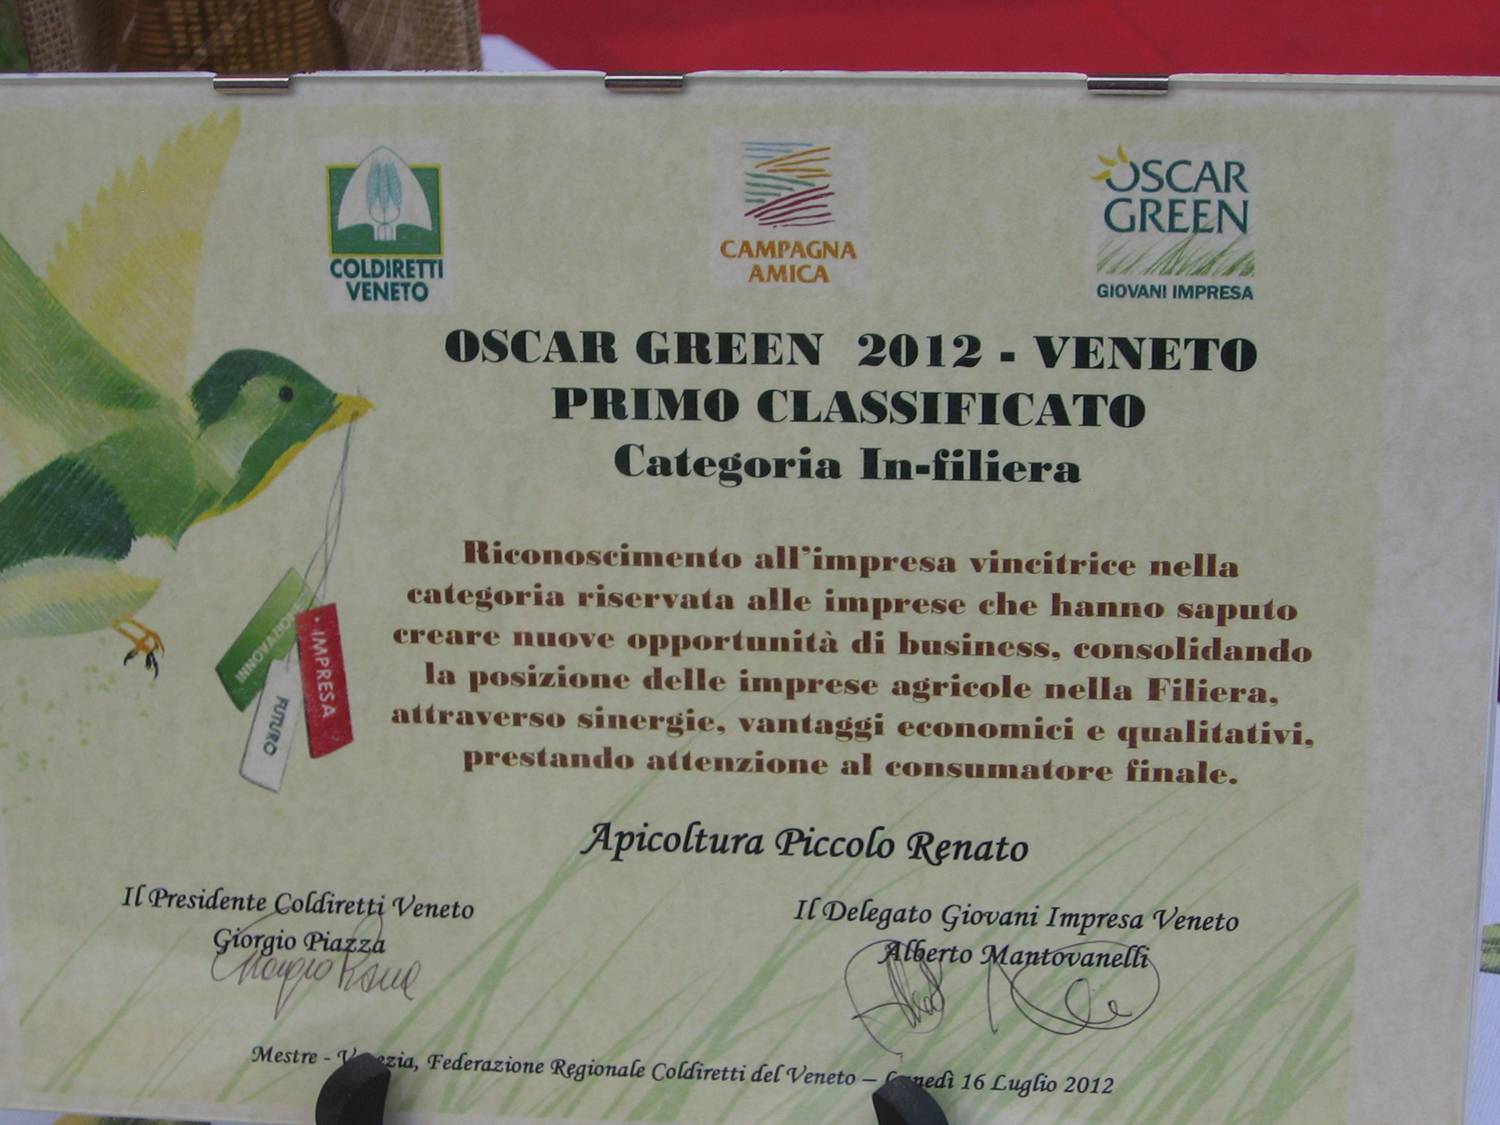 COLDIRETTI
VENETO
CAMPAGNA
AMICA
OSCAR
GREEN
GIOVANI IMPRESA
OSCAR GREEN 2012 - VENETO
PRIMO CLASSIFICATO
Categoria In-filiera
Riconoscimento all'impresa vincitrice nella
categoria riservata alle imprese che hanno saputo
creare nuove opportunità di business, consolidando
la posizione delle imprese agricole nella Filiera,
attraverso sinergie, vantaggi economici e qualitativi,
prestando attenzione al consumatore finale.
IMPRESA
FUTURO
Apicoltura Piccolo Renato
Il Presidente Coldiretti Veneto
Giorgio Piazza
Il Delegato Giovani Impresa Veneto
Alberto Mantovanelli
Mestre - Venezia, Federazione Regionale Coldiretti del Veneto – Lunedì 16 Luglio 2012